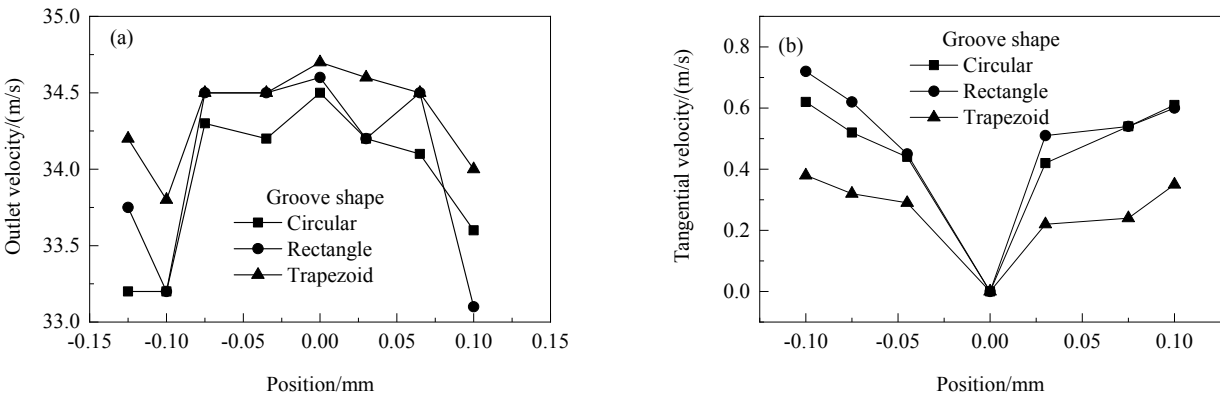 (a)
Outlet velocity/(m/s)
35.0
34.5
34.0
33.5
33.0
Groove shape
Circular
Rectangle
Trapezoid
-0.15 -0.10 -0.05 0.00 0.05 0.10 0.15
Position/mm
(b)
Tangential velocity/(m/s)
0.8
0.6
0.4
0.2
0.0
Groove shape
Circular
Rectangle
Trapezoid
-0.10 -0.05 0.00 0.05 0.10
Position/mm